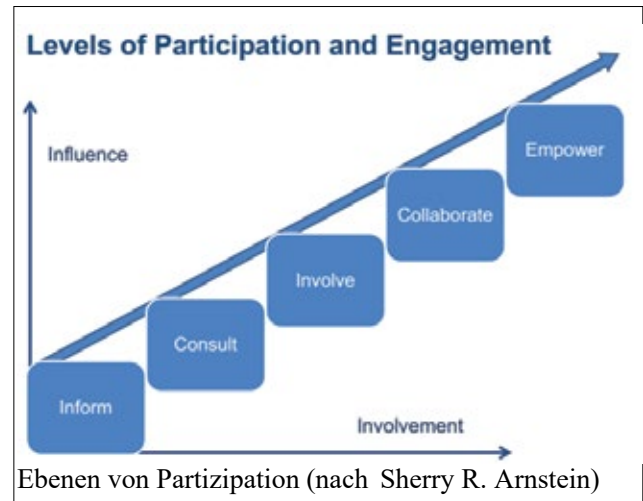 Levels of Participation and Engagement
Influence
Empower
Collaborate
Involve
Consult
Inform
Involvement
Ebenen von Partizipation (nach Sherry R. Arnstein)